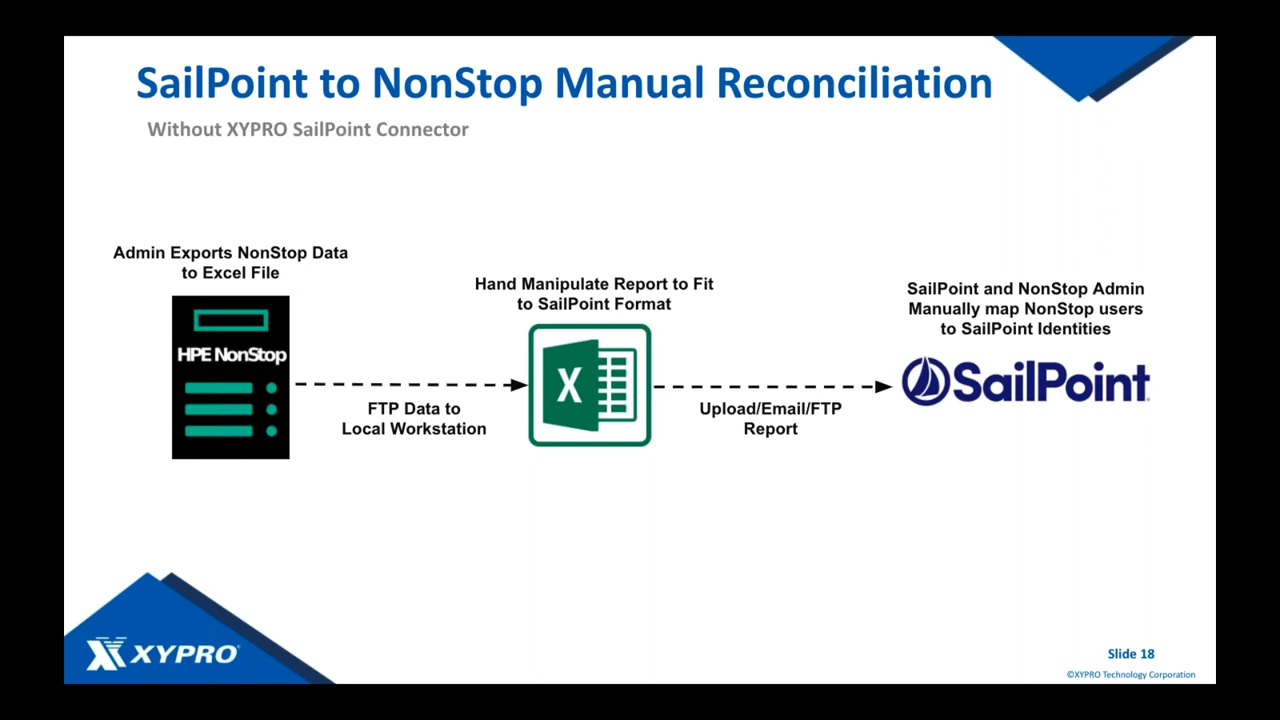 SailPoint to NonStop Manual Reconciliation
Without XYPRO SailPoint Connector
Admin Exports NonStop Data
to Excel File
HPE NonStop
FTP Data to
Local Workstation
Hand Manipulate Report to Fit
to SailPoint Format
X
Upload/Email/FTP
Report
SailPoint and NonStop Admin
Manually map NonStop users
to SailPoint Identities
SailPoint
XYPRO
Slide 18
©XYPRO Technology Corporation